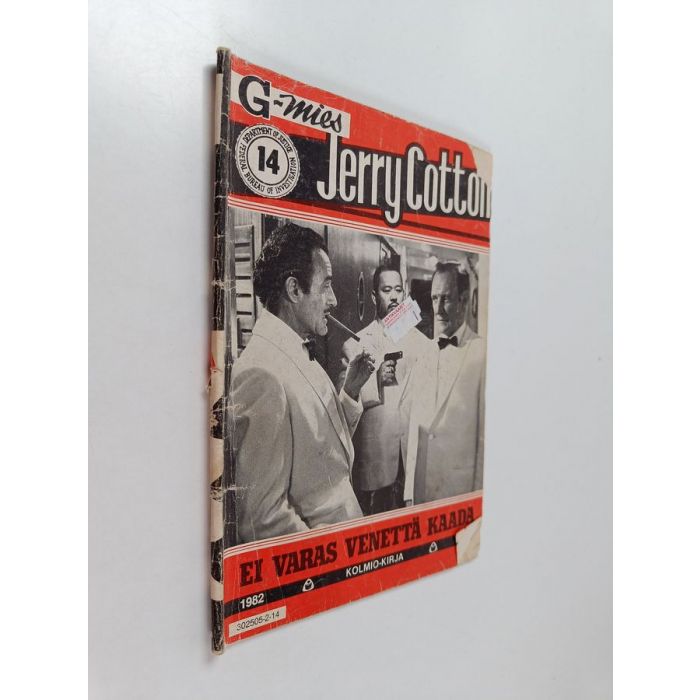 G-mies
DEPARTMENT OF JUSTICE
FEDERAL BUREAU OF INVESTIGATION
14
Jerry Cotton
EI VARAS VENETTÄ KAADA
KOLMIO-KIRJA
1982
302505-2-14